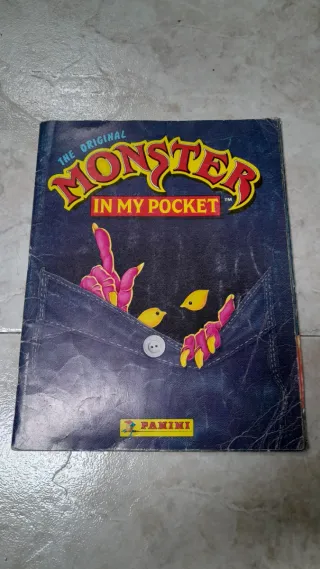 THE ORIGINAL
MONSTER
IN MY POCKET
TM
PANINI